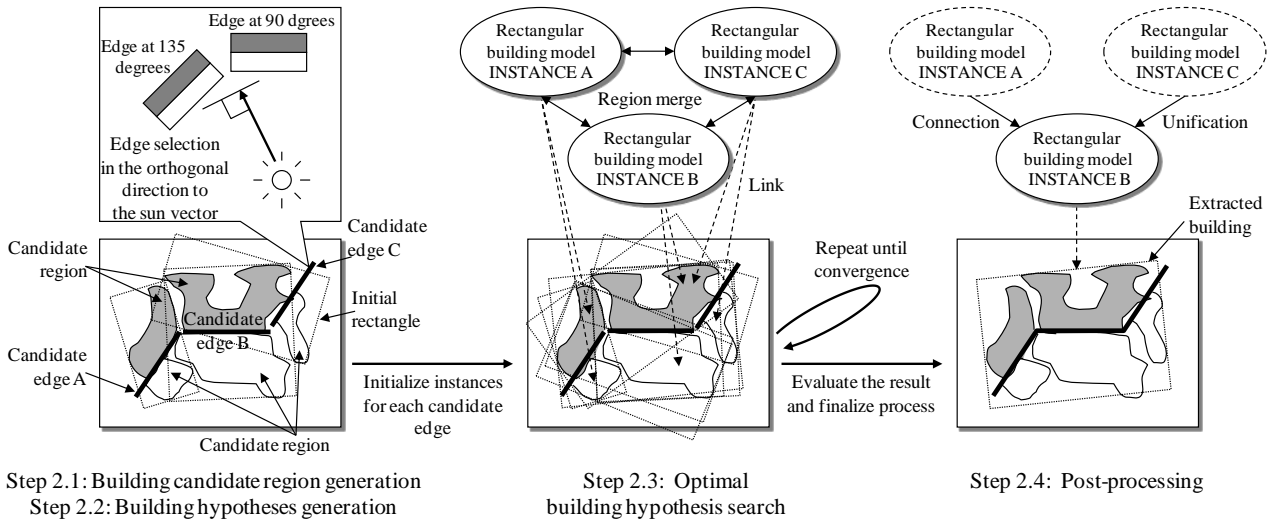 Edge at 90 dgrees
Edge at 135
degrees
Edge selection
in the orthogonal
direction to
the sun vector
Candidate
region
Candidate
edge C
Initial
rectangle
Candidate
edge B
Candidate
edge A
Candidate region
Initialize instances
for each candidate
edge
Step 2.1: Building candidate region generation
Step 2.2: Building hypotheses generation
Rectangular
building model
INSTANCE A
Rectangular
building model
INSTANCE C
Region merge
Rectangular
building model
INSTANCE B
Link
Repeat until
convergence
Evaluate the result
and finalize process
Step 2.3: Optimal
building hypothesis search
Rectangular
building model
INSTANCE A
Rectangular
building model
INSTANCE C
Connection
Unification
Rectangular
building model
INSTANCE B
Extracted
building
Step 2.4: Post-processing